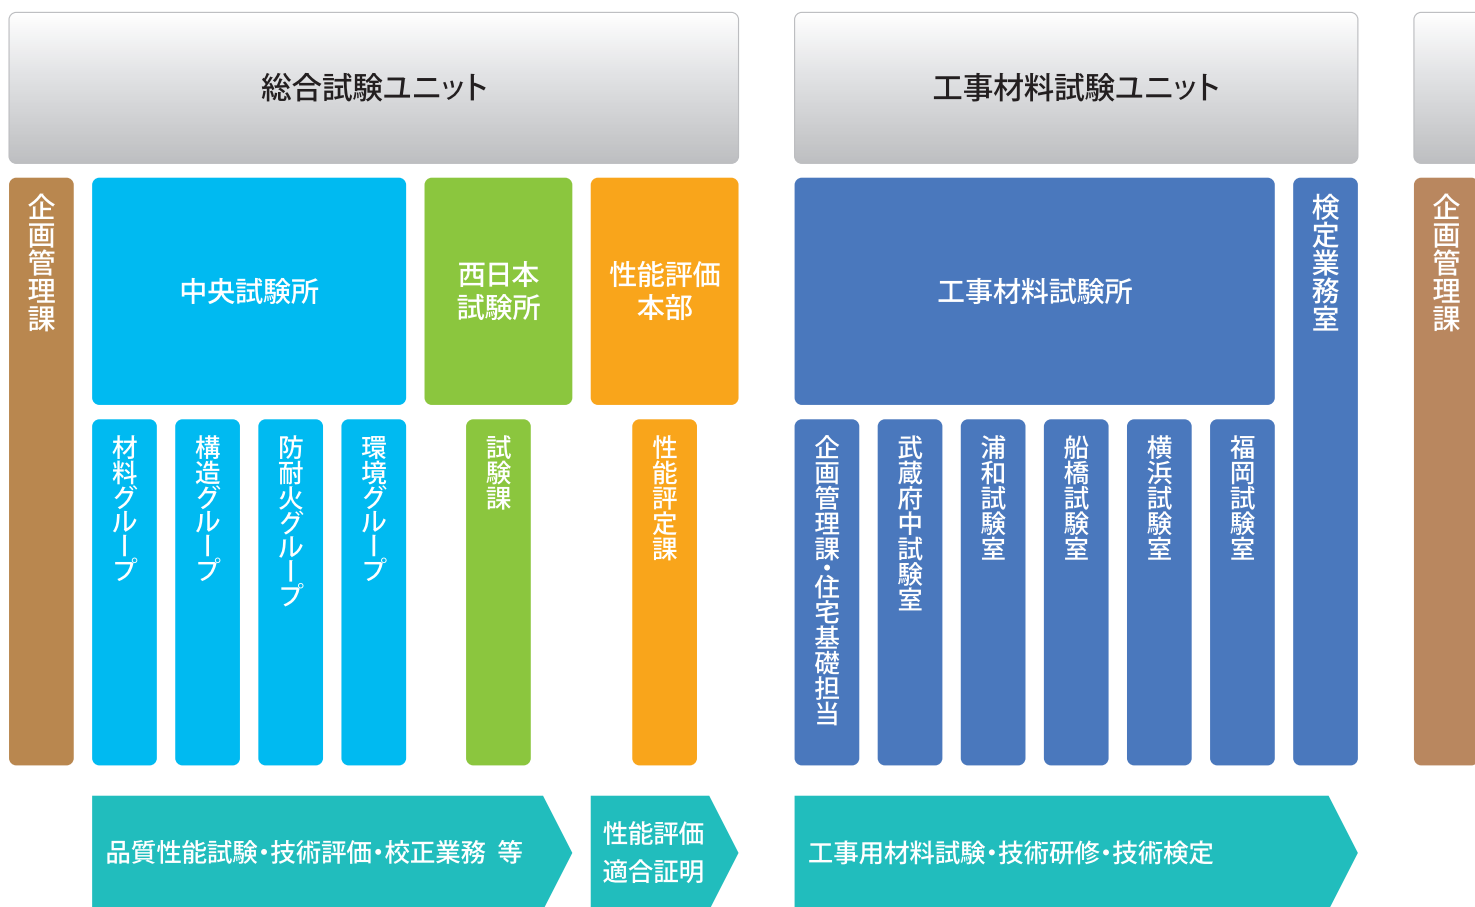 総合試験ユニット
工事材料試験ユニット
企画管理課
中央試験所
西日本
試験所
性能評価
本部
工事材料試験所
検定業務室
企画管理課
材料グループ
構造グループ
防耐火グループ
環境グループ
試験課
性能評定課
企画管理課・住宅基礎担当
武蔵府中試験室
浦和試験室
船橋試験室
横浜試験室
福岡試験室
品質性能試験・技術評価・校正業務 等
性能評価
適合証明
工事用材料試験・技術研修・技術検定